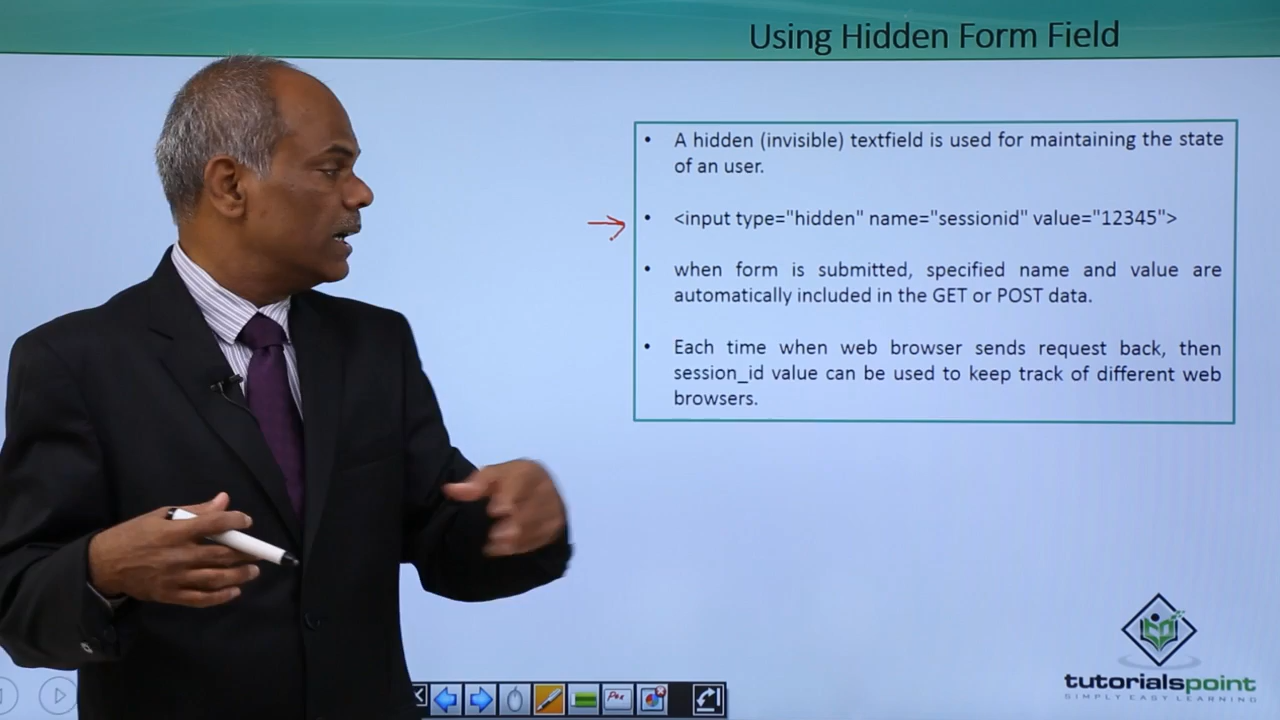 Using Hidden Form Field
• A hidden (invisible) textfield is used for maintaining the state
of an user.
• <input type="hidden" name="sessionid" value="12345">
• when form is submitted, specified name and value are
automatically included in the GET or POST data.
• Each time when web browser sends request back, then
session_id value can be used to keep track of different web
browsers.
tutorialspoint
SIMPLY EASY LEARNING
Pen